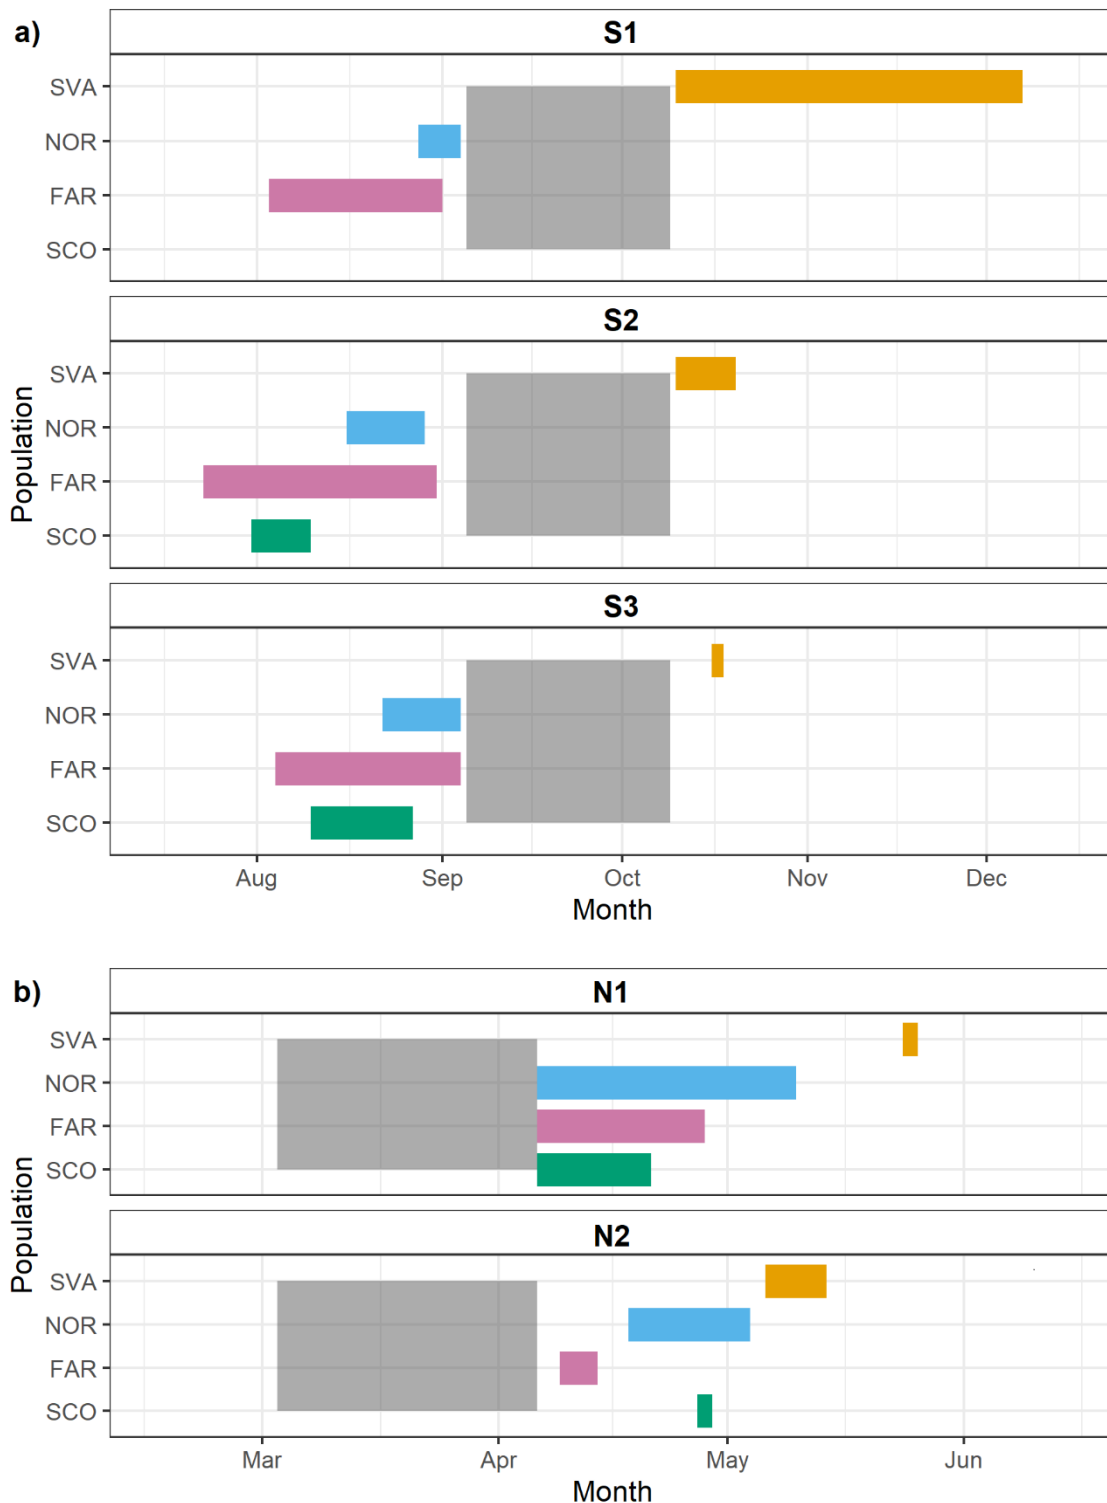 a)
S1
SVA
NOR
FAR
SCO
S2
SVA
NOR
FAR
SCO
S3
SVA
NOR
FAR
SCO
Population
Aug Sep Oct Nov Dec
Month
b)
N1
SVA
NOR
FAR
SCO
N2
SVA
NOR
FAR
SCO
Population
Mar Apr May Jun
Month